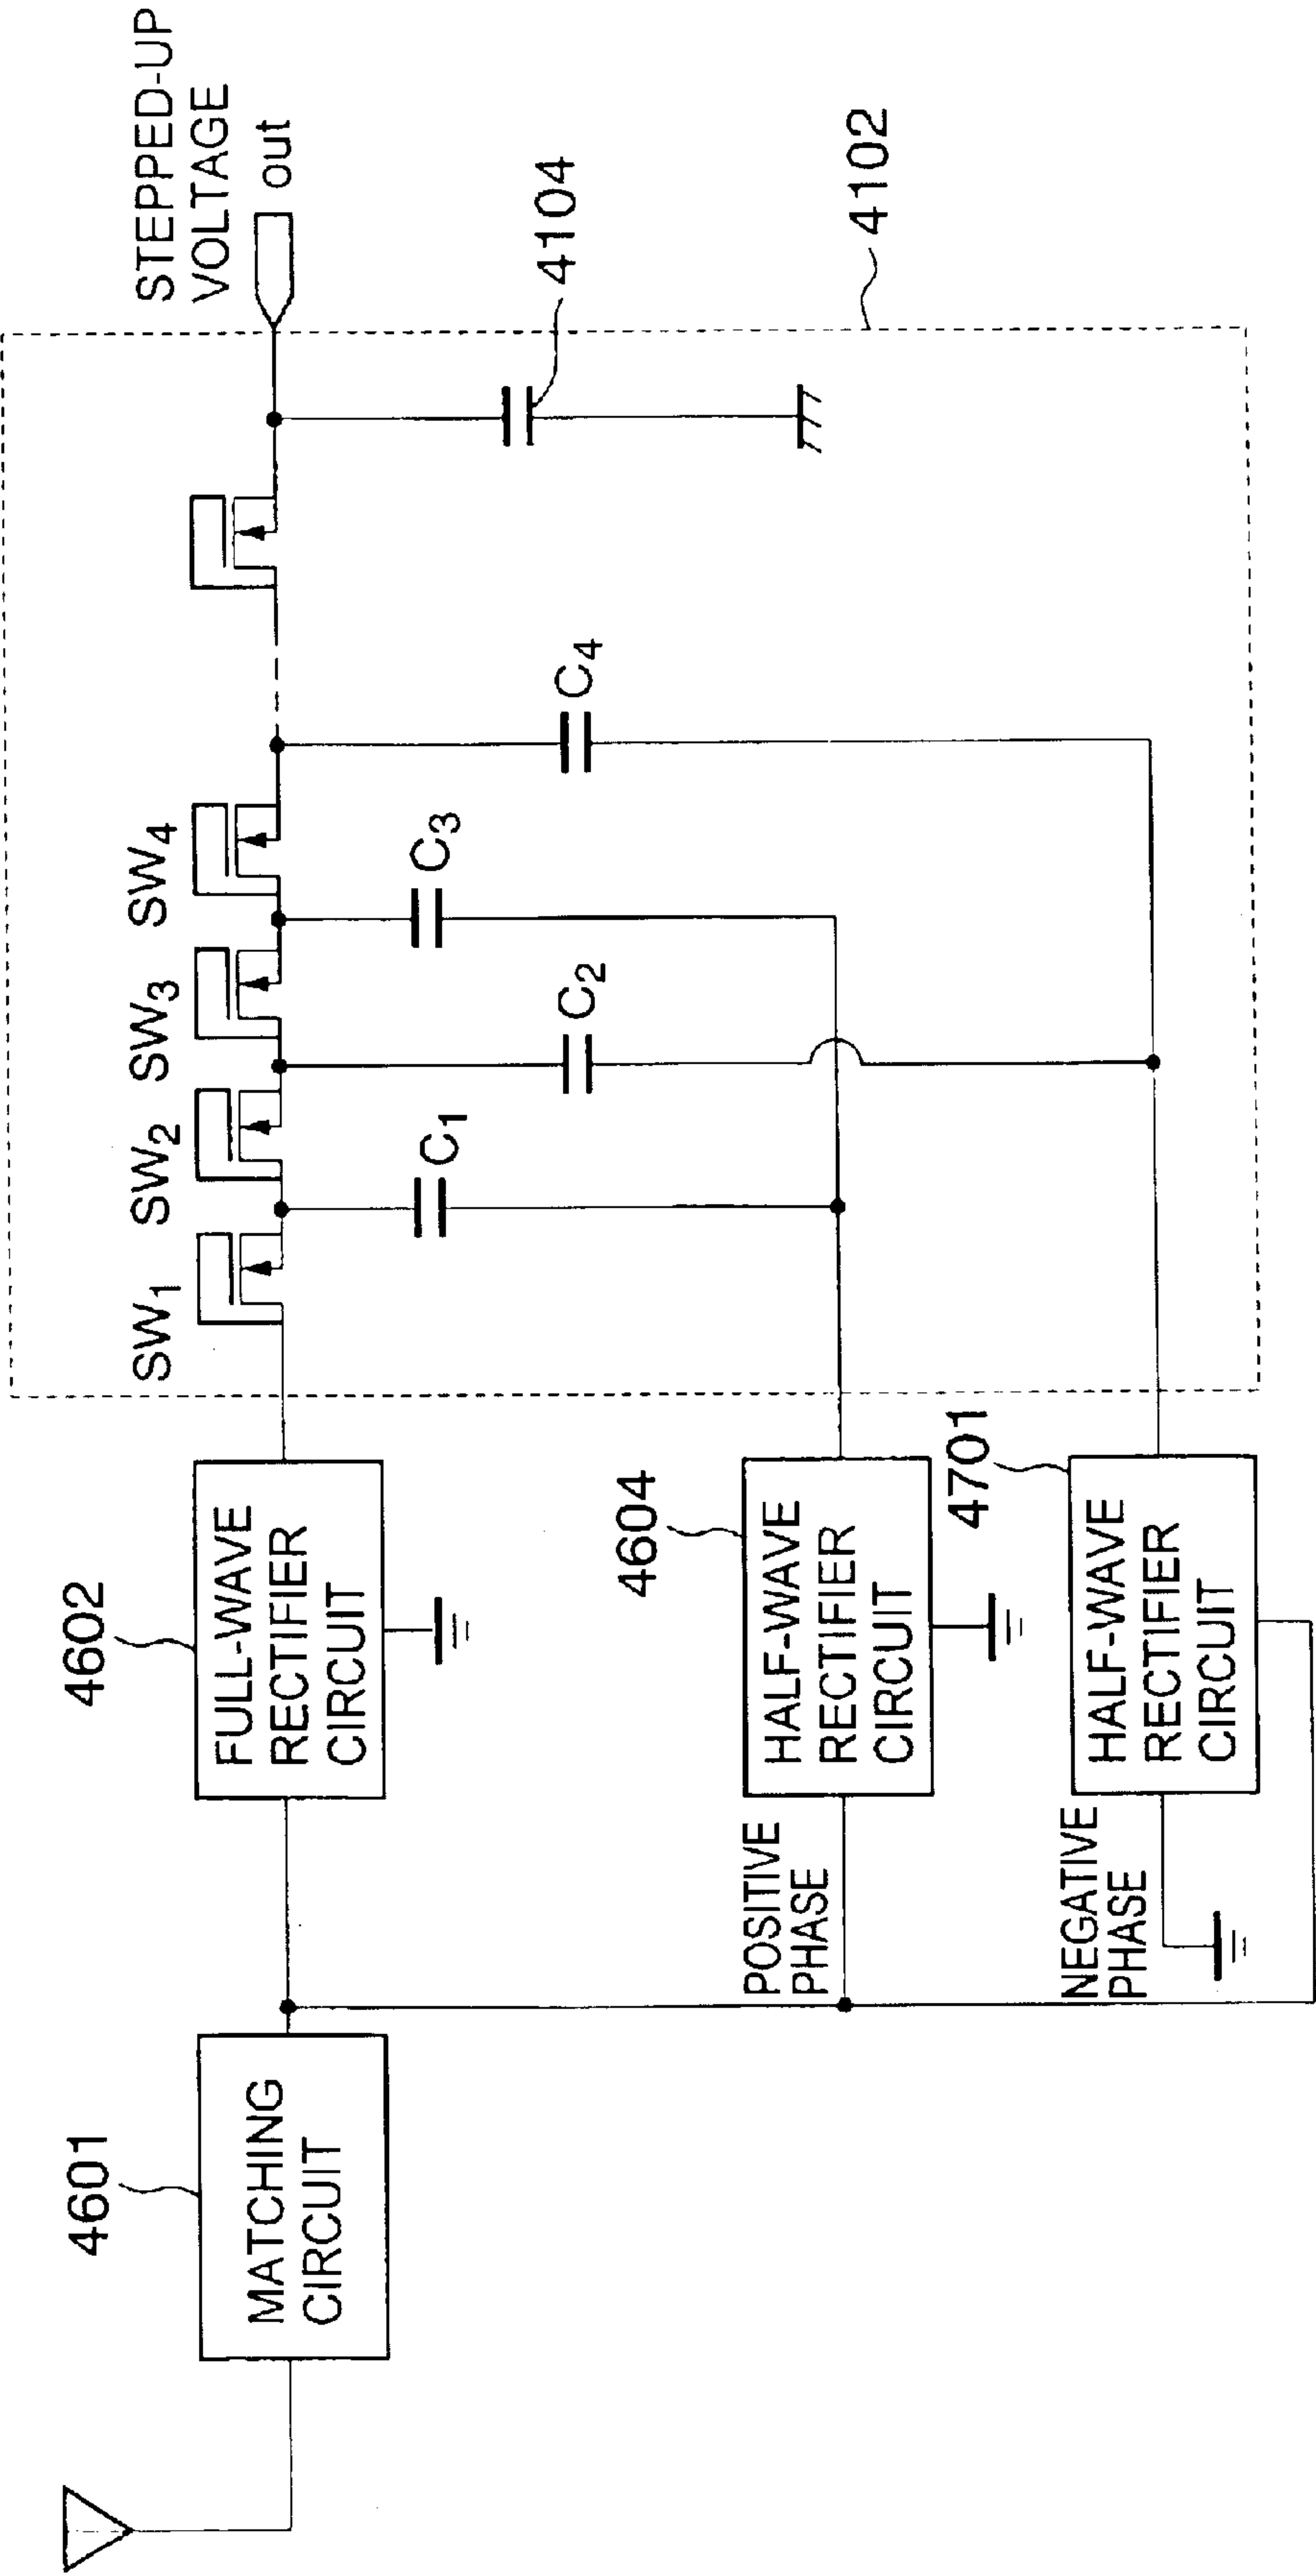 STEPPED-UP
VOLTAGE
out
4104
4102
SW1
SW2
SW3
SW4
C1
C2
C3
C4
4602
FULL-WAVE
RECTIFIER
CIRCUIT
4604
HALF-WAVE
RECTIFIER
CIRCUIT
4701
HALF-WAVE
RECTIFIER
CIRCUIT
POSITIVE
PHASE
NEGATIVE
PHASE
4601
MATCHING
CIRCUIT